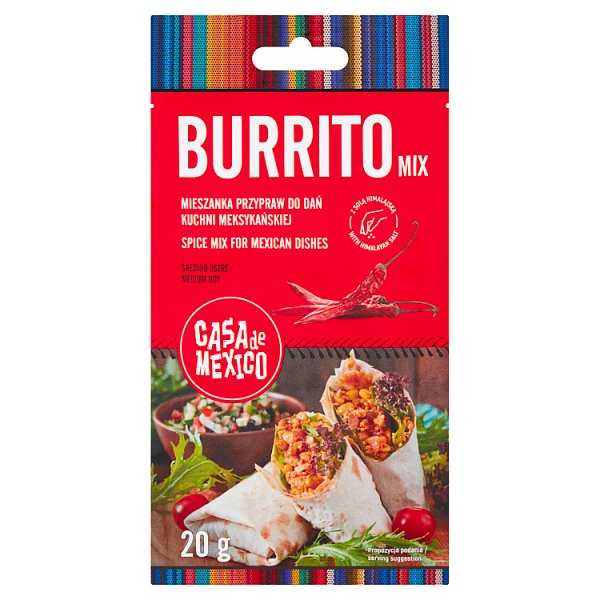 BURRITO MIX
MIESZANKA PRZYPRAW DO DAŃ
KUCHNI MEKSYKAŃSKIEJ
SPICE MIX FOR MEXICAN DISHES
ŚREDNIO OSTRE /
MEDIUM HOT
Z SOLĄ HIMALAJSKĄ
WITH HIMALAYAN SALT
CASA de
MEXICO
20 g
Propozycja podania /
serving suggestion